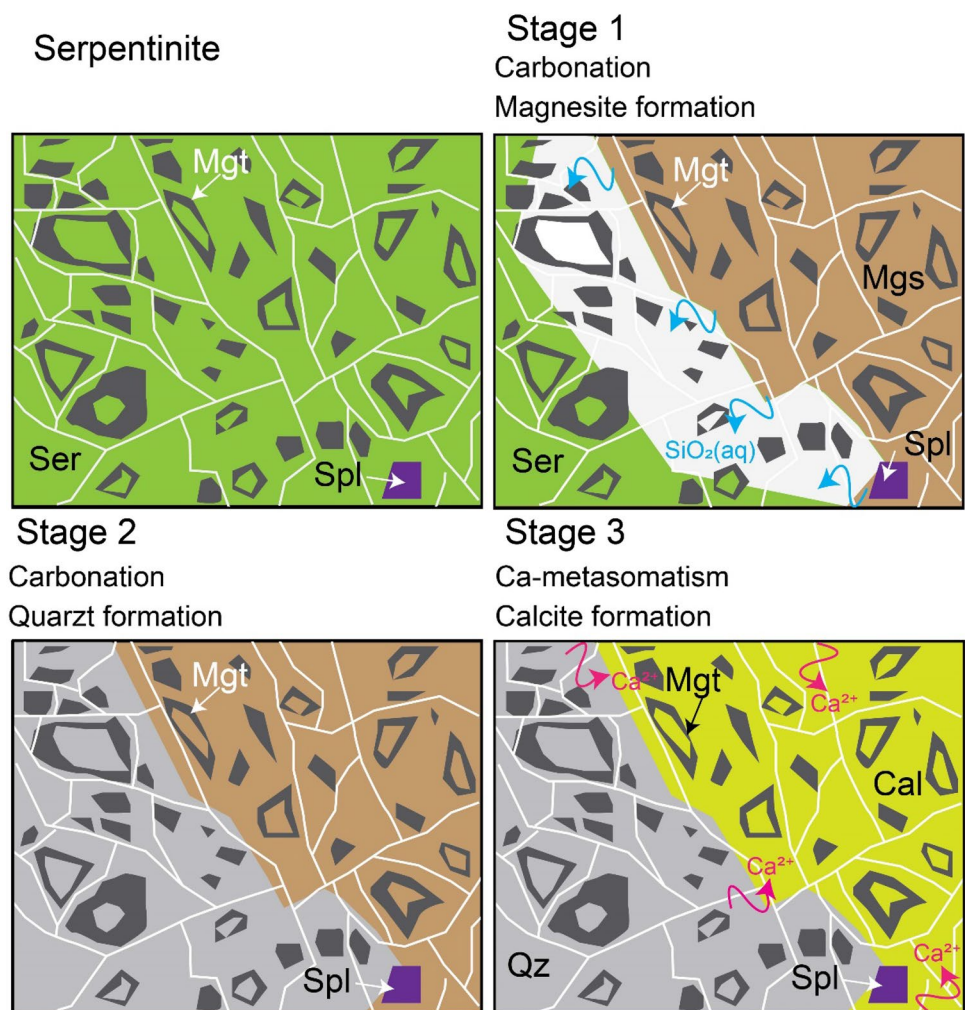 Serpentinite
Mgt
Ser
Spl
Stage 1
Carbonation
Magnesite formation
Mgt
Mgs
SiO₂(aq)
Ser
Spl
Stage 2
Carbonation
Quarzt formation
Mgt
Spl
Stage 3
Ca-metasomatism
Calcite formation
Ca²⁺
Mgt
Ca²⁺
Cal
Ca²⁺
Qz
Spl
Ca²⁺